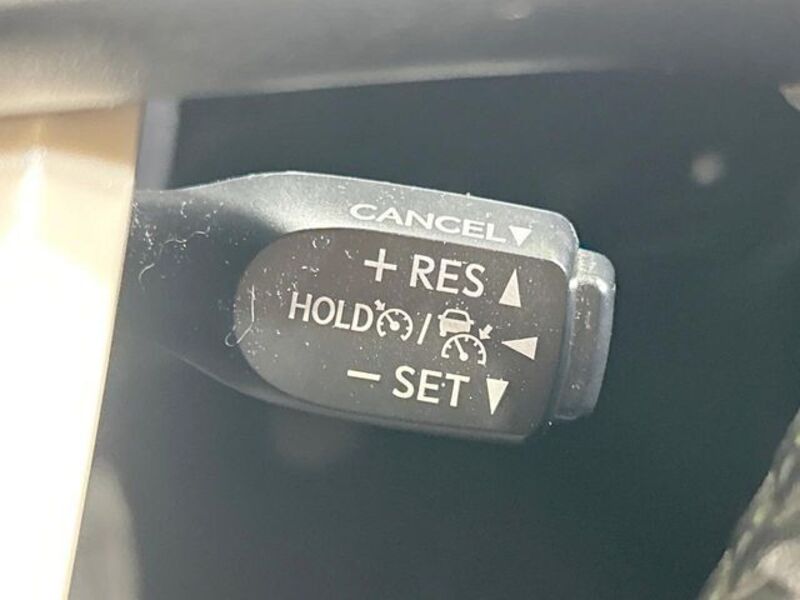 CANCEL▼
+ RES ▲
HOLD / ◀
− SET ▼